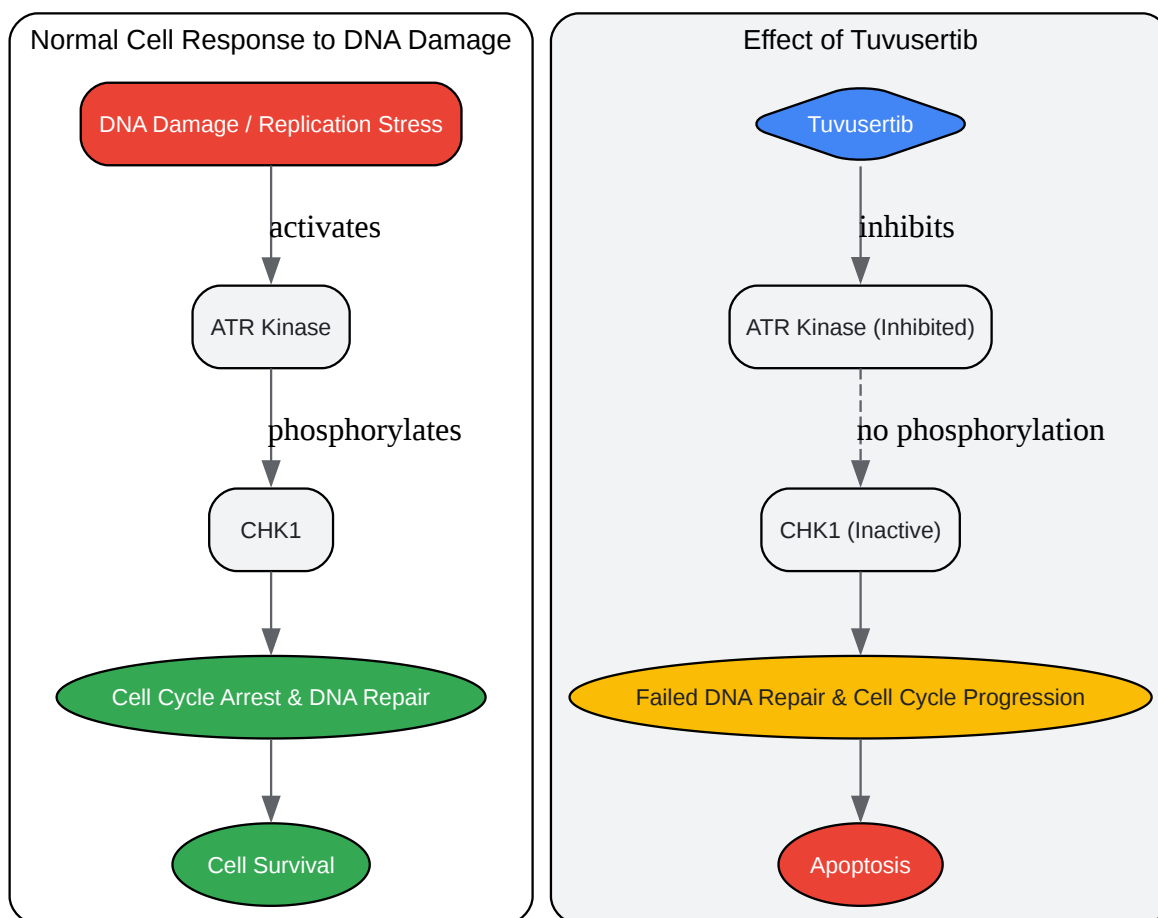 Normal Cell Response to DNA Damage
DNA Damage / Replication Stress
activates
ATR Kinase
phosphorylates
CHK1
Cell Cycle Arrest & DNA Repair
Cell Survival
Effect of Tuvusertib
Tuvusertib
inhibits
ATR Kinase (Inhibited)
no phosphorylation
CHK1 (Inactive)
Failed DNA Repair & Cell Cycle Progression
Apoptosis